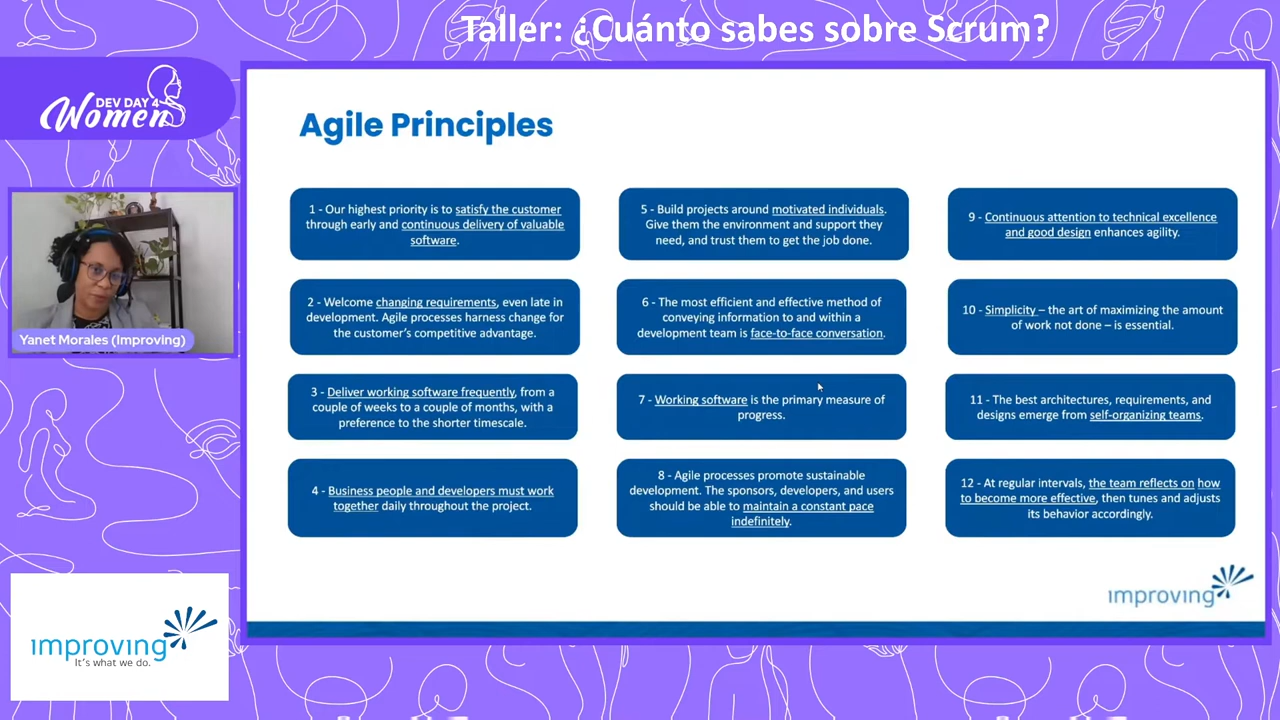 Taller: ¿Cuánto sabes sobre Scrum?
DEV DAY 4
Women
Yanet Morales (Improving)
improving
It's what we do.
Agile Principles
1 - Our highest priority is to satisfy the customer
through early and continuous delivery of valuable
software.
2 - Welcome changing requirements, even late in
development. Agile processes harness change for
the customer's competitive advantage.
3 - Deliver working software frequently, from a
couple of weeks to a couple of months, with a
preference to the shorter timescale.
4 - Business people and developers must work
together daily throughout the project.
5 - Build projects around motivated individuals.
Give them the environment and support they
need, and trust them to get the job done.
6 - The most efficient and effective method of
conveying information to and within a
development team is face-to-face conversation.
7 - Working software is the primary measure of
progress.
8 - Agile processes promote sustainable
development. The sponsors, developers, and users
should be able to maintain a constant pace
indefinitely.
9 - Continuous attention to technical excellence
and good design enhances agility.
10 - Simplicity – the art of maximizing the amount
of work not done – is essential.
11 - The best architectures, requirements, and
designs emerge from self-organizing teams.
12 - At regular intervals, the team reflects on how
to become more effective, then tunes and adjusts
its behavior accordingly.
improving